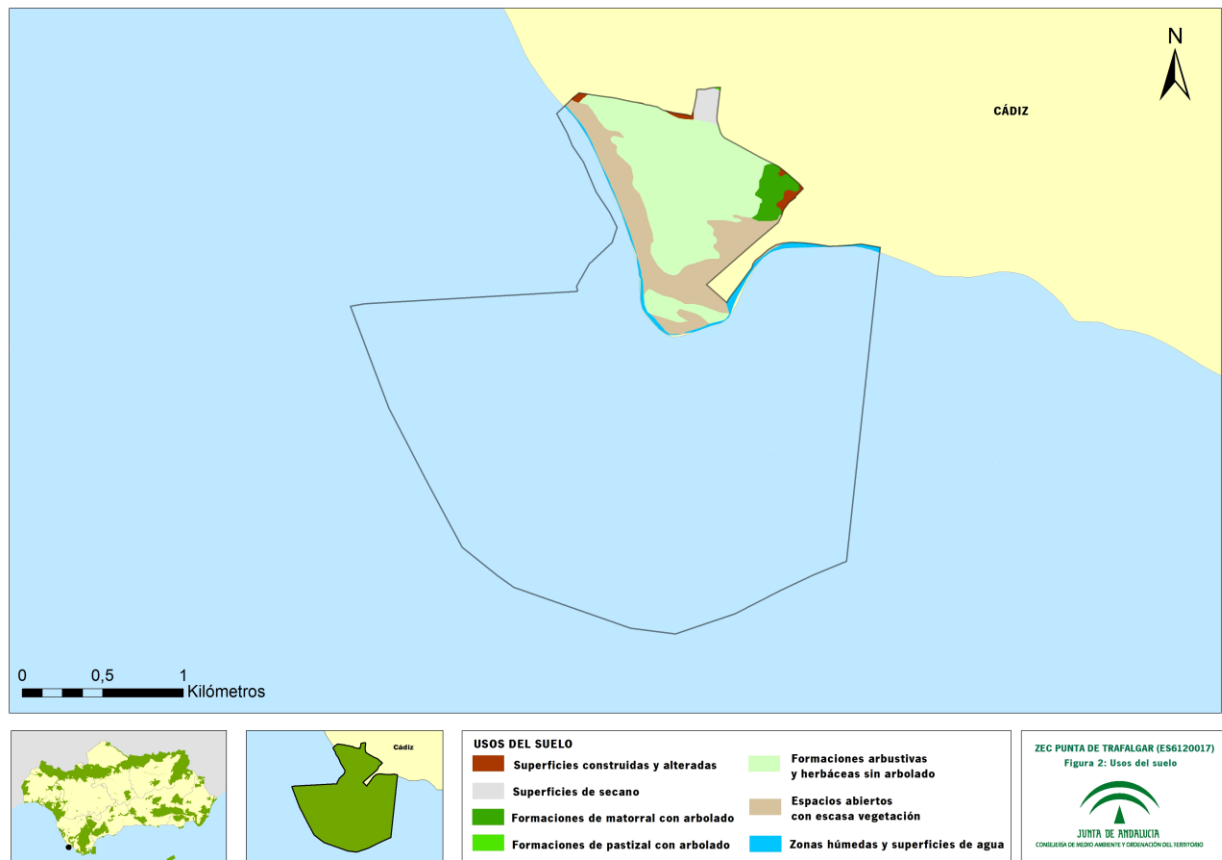 N
CÁDIZ
0 0,5 1
Kilómetros
Cádiz
USOS DEL SUELO
Superficies construidas y alteradas
Superficies de secano
Formaciones de matorral con arbolado
Formaciones de pastizal con arbolado
Formaciones arbustivas
y herbáceas sin arbolado
Espacios abiertos
con escasa vegetación
Zonas húmedas y superficies de agua
ZEC PUNTA DE TRAFALGAR (ES6120017)
Figura 2: Usos del suelo
JUNTA DE ANDALUCIA
CONSEJERÍA DE MEDIO AMBIENTE Y ORDENACIÓN DEL TERRITORIO